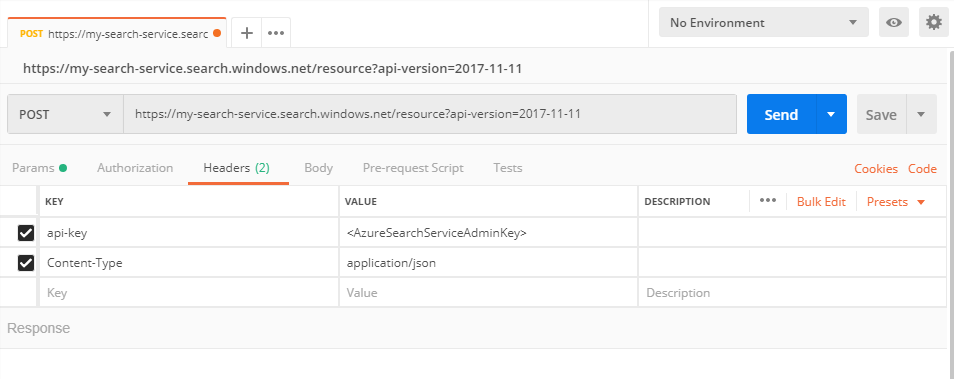 No Environment
POST https://my-search-service.searc
https://my-search-service.search.windows.net/resource?api-version=2017-11-11
POST https://my-search-service.search.windows.net/resource?api-version=2017-11-11 Send Save
Params Authorization Headers (2) Body Pre-request Script Tests Cookies Code
KEY VALUE DESCRIPTION Bulk Edit Presets
api-key <AzureSearchServiceAdminKey>
Content-Type application/json
Key Value Description
Response